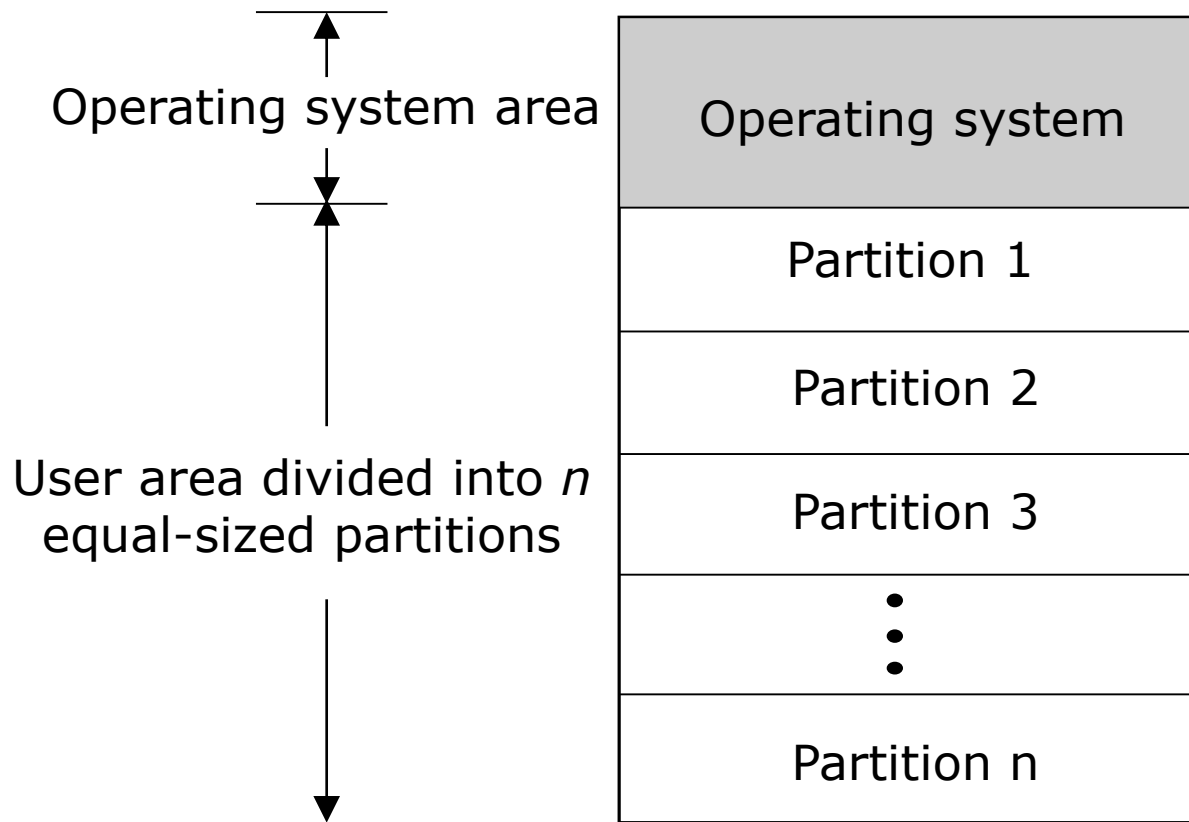 Operating system area
Operating system
Partition 1
Partition 2
User area divided into n
equal-sized partitions
Partition 3
Partition n